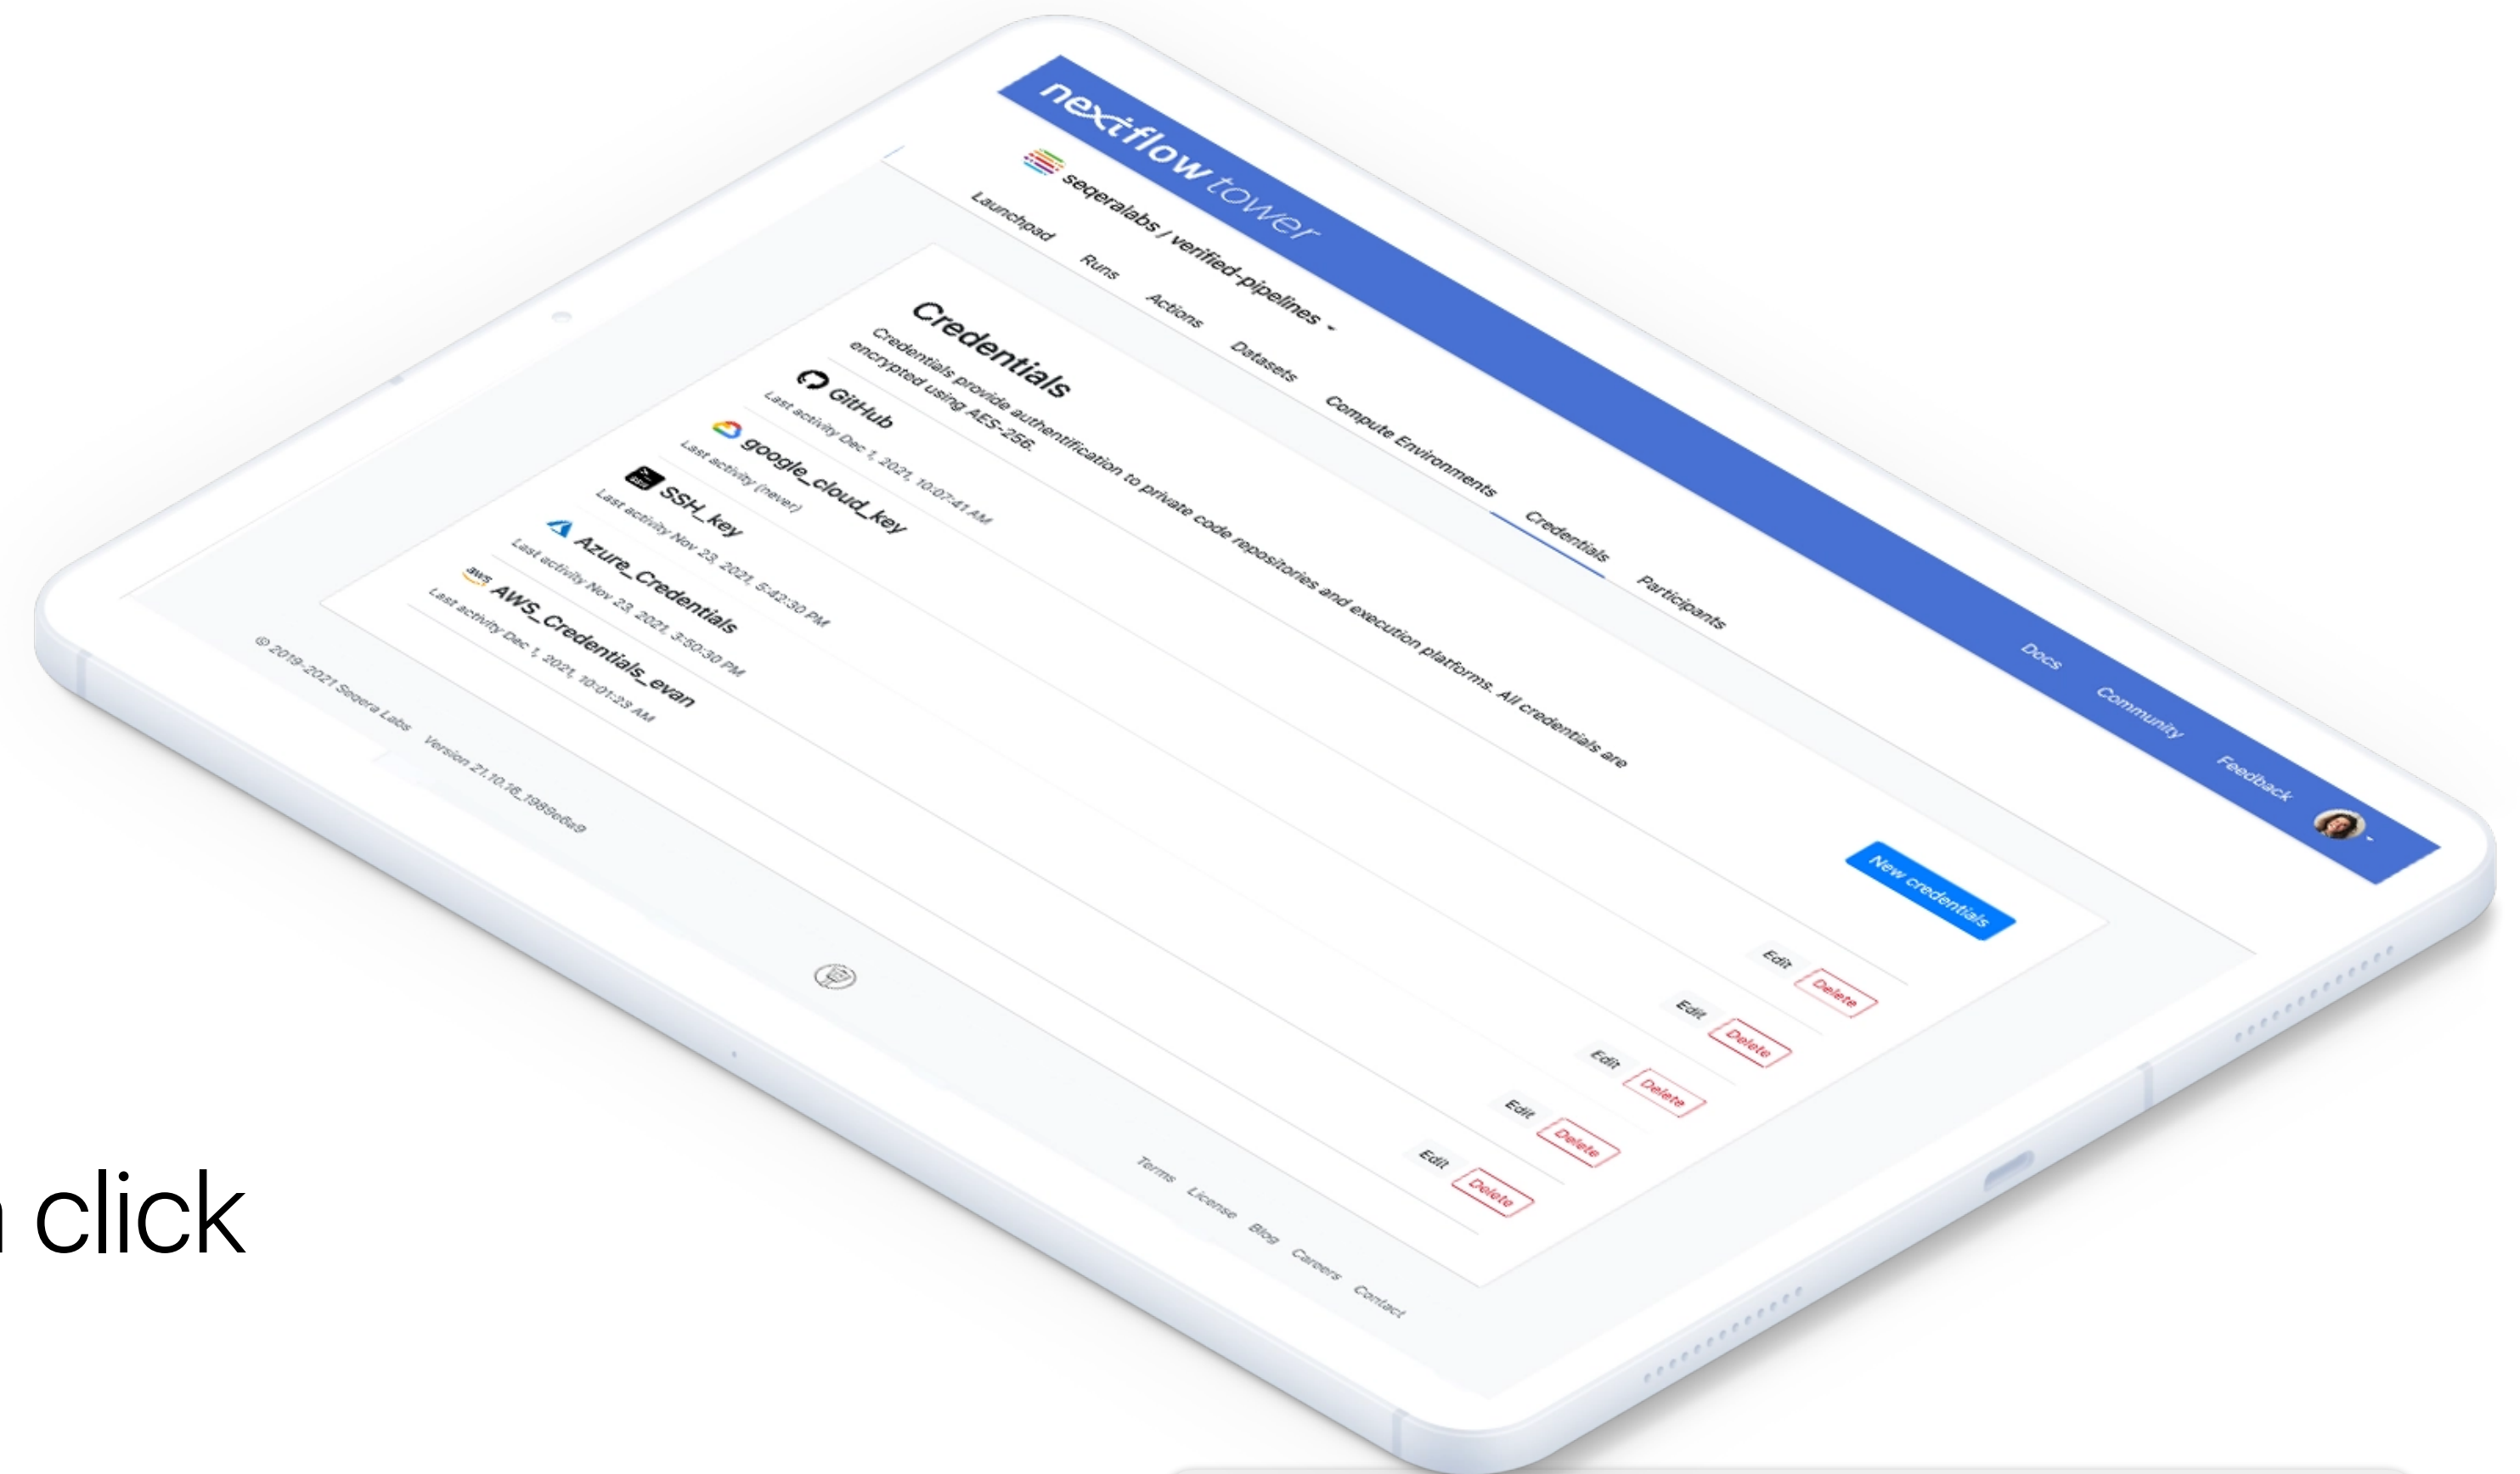 nextflow tower
Docs Community Feedback
seqeralabs / verified-pipelines
Launchpad Runs Actions Datasets Compute Environments Credentials Participants
Credentials
New credentials
Credentials provide authentification to private code repositories and execution platforms. All credentials are
encrypted using AES-256.
GitHub
Last activity Dec 1, 2021, 10:07:41 AM
Edit Delete
google_cloud_key
Last activity (never)
Edit Delete
SSH_key
Last activity Nov 23, 2021, 5:42:30 PM
Edit Delete
Azure_Credentials
Last activity Nov 23, 2021, 3:50:30 PM
Edit Delete
aws AWS_Credentials_evan
Last activity Dec 1, 2021, 10:01:23 AM
Edit Delete
© 2019-2021 Seqera Labs Version 21.10.16_1989e6a9
Terms License Blog Careers Contact
click